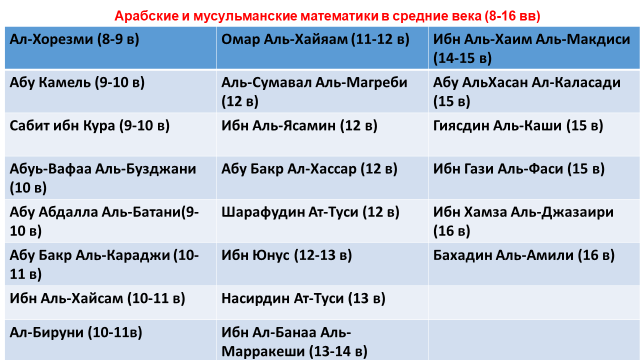 Арабские и мусульманские математики в средние века (8-16 вв)
Ал-Хорезми (8-9 в)
Омар Аль-Хайяам (11-12 в)
Ибн Аль-Хаим Аль-Макдиси
(14-15 в)
Абу Камель (9-10 в)
Аль-Сумавал Аль-Магреби
(12 в)
Абу АльХасан Ал-Каласади
(15 в)
Сабит ибн Кура (9-10 в)
Ибн Аль-Ясамин (12 в)
Гиясдин Аль-Каши (15 в)
Абуь-Вафаа Аль-Бузджани
(10 в)
Абу Бакр Ал-Хассар (12 в)
Ибн Гази Аль-Фаси (15 в)
Абу Абдалла Аль-Батани(9-
10 в)
Шарафудин Ат-Туси (12 в)
Ибн Хамза Аль-Джазаири
(16 в)
Абу Бакр Аль-Караджи (10-
11 в)
Ибн Юнус (12-13 в)
Бахадин Аль-Амили (16 в)
Ибн Аль-Хайсам (10-11 в)
Насирдин Ат-Туси (13 в)
Ал-Бируни (10-11в)
Ибн Ал-Банаа Аль-
Марракеши (13-14 в)